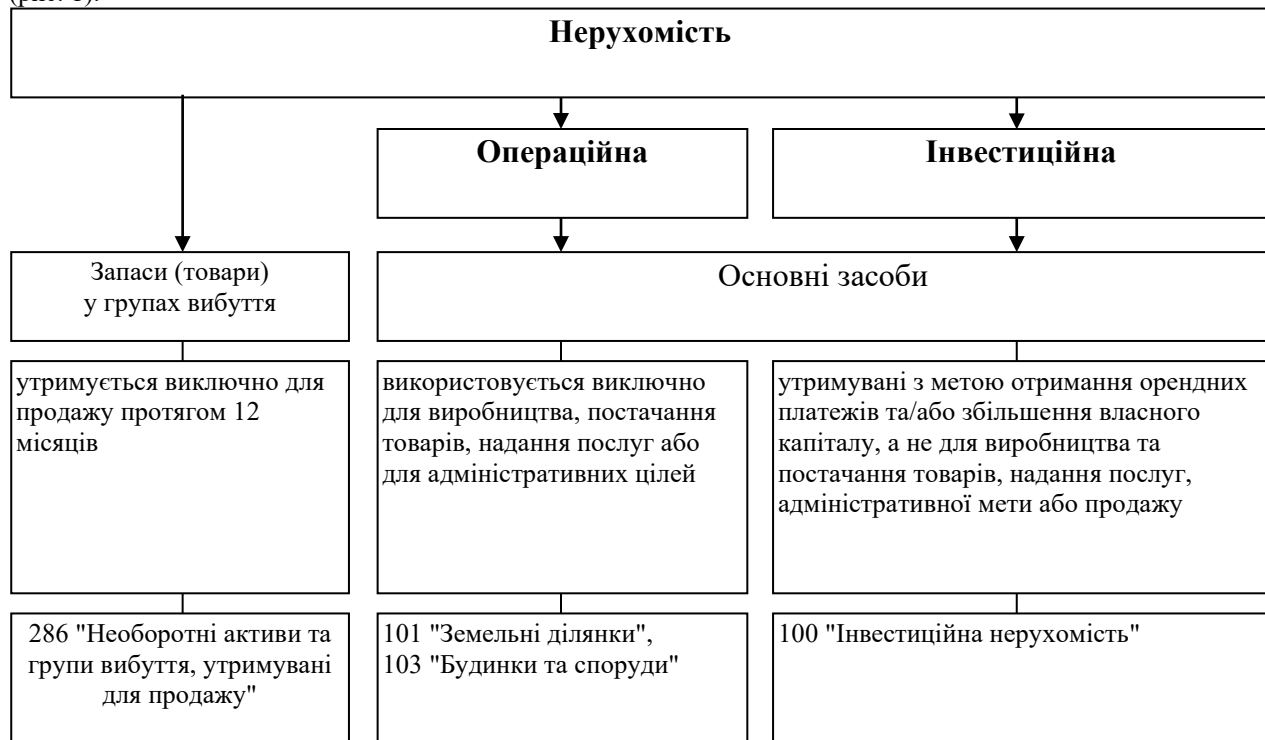 (рис. 1).
Нерухомість
Операційна
Інвестиційна
Запаси (товари)
у групах вибуття
Основні засоби
утримується виключно для
продажу протягом 12
місяців
використовується виключно
для виробництва, постачання
товарів, надання послуг або
для адміністративних цілей
утримувані з метою отримання орендних
платежів та/або збільшення власного
капіталу, а не для виробництва та
постачання товарів, надання послуг,
адміністративної мети або продажу
286 "Необоротні активи та
групи вибуття, утримувані
для продажу"
101 "Земельні ділянки",
103 "Будинки та споруди"
100 "Інвестиційна нерухомість"